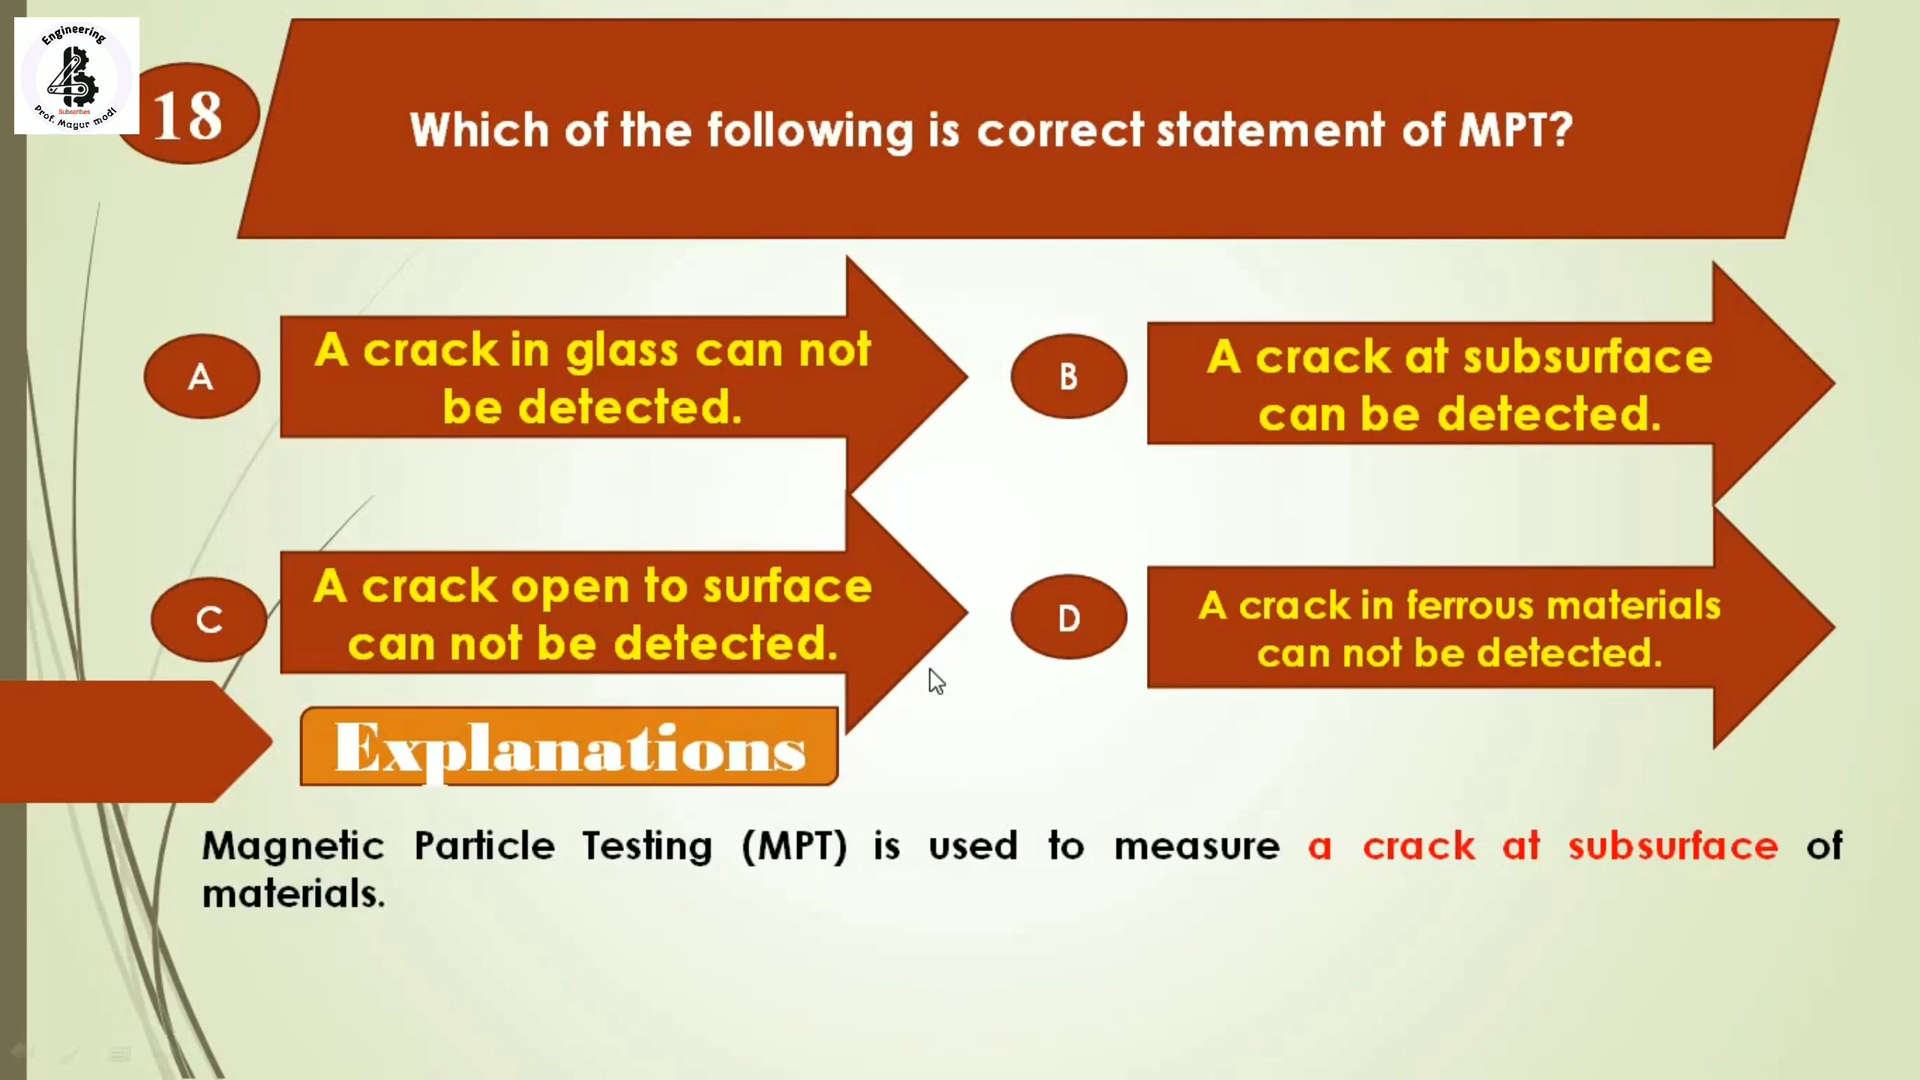 Engineering
Subscribes
Prof. Mayur modi
18
Which of the following is correct statement of MPT?
A
A crack in glass can not
be detected.
B
A crack at subsurface
can be detected.
C
A crack open to surface
can not be detected.
D
A crack in ferrous materials
can not be detected.
Explanations
Magnetic Particle Testing (MPT) is used to measure a crack at subsurface of
materials.